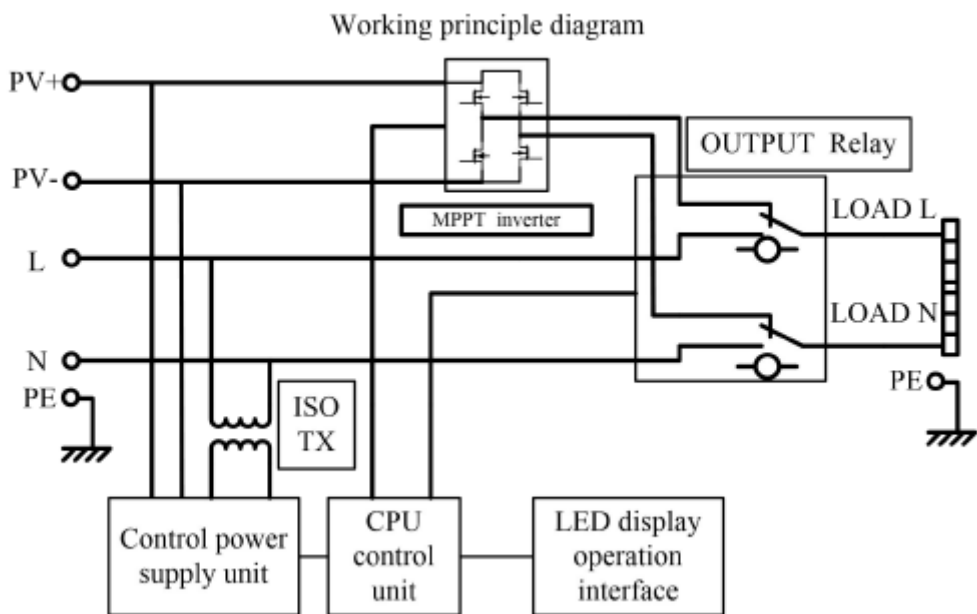 Working principle diagram
PV+
OUTPUT Relay
PV-
MPPT inverter
LOAD L
L
LOAD N
N
PE
ISO
TX
PE
Control power
supply unit
CPU
control
unit
LED display
operation
interface